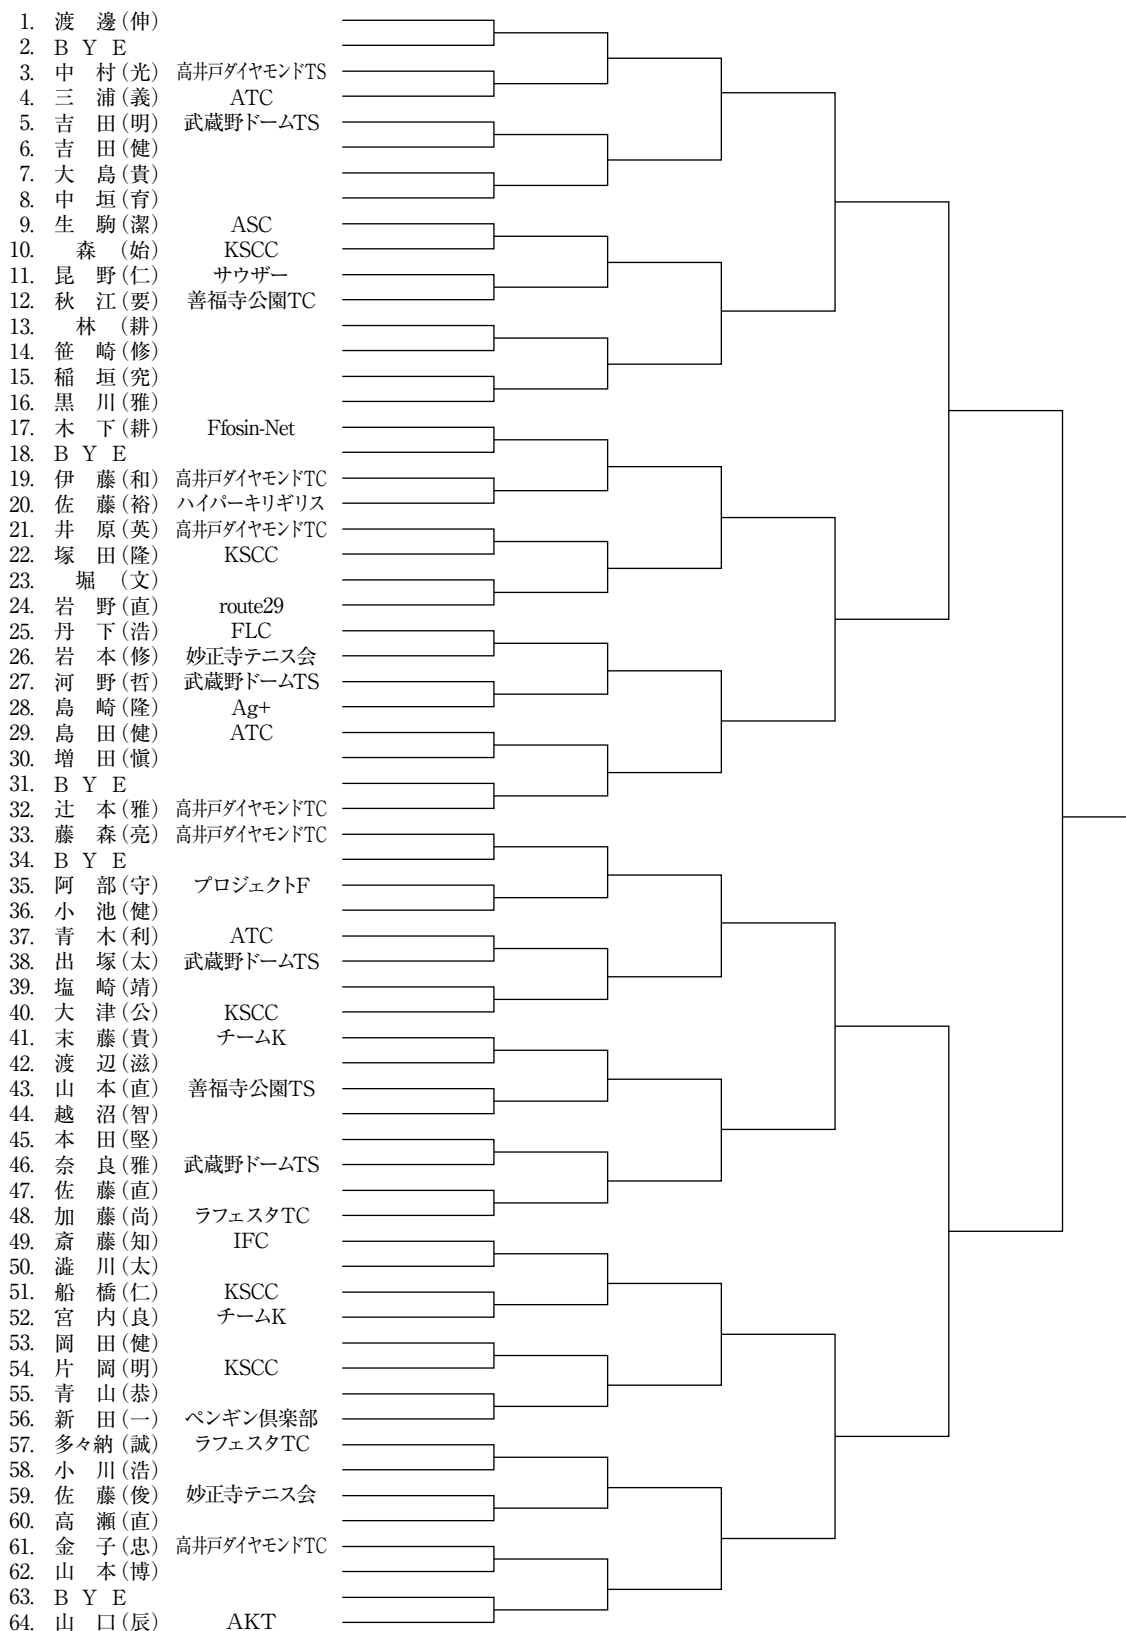 1. 渡　邊(伸)
2. B Y E
3. 中　村(光) 高井戸ダイヤモンドTS
4. 三　浦(義) ATC
5. 吉　田(明) 武蔵野ドームTS
6. 吉　田(健)
7. 大　島(貴)
8. 中　垣(育)
9. 生　駒(潔) ASC
10. 森　(始) KSCC
11. 昆　野(仁) サウザー
12. 秋　江(要) 善福寺公園TC
13. 林　(耕)
14. 笹　崎(修)
15. 稲　垣(究)
16. 黒　川(雅)
17. 木　下(耕) Ffosin-Net
18. B Y E
19. 伊　藤(和) 高井戸ダイヤモンドTC
20. 佐　藤(裕) ハイパーキリギリス
21. 井　原(英) 高井戸ダイヤモンドTC
22. 塚　田(隆) KSCC
23. 堀　(文)
24. 岩　野(直) route29
25. 丹　下(浩) FLC
26. 岩　本(修) 妙正寺テニス会
27. 河　野(哲) 武蔵野ドームTS
28. 島　崎(隆) Ag+
29. 島　田(健) ATC
30. 増　田(愼)
31. B Y E
32. 辻　本(雅) 高井戸ダイヤモンドTC
33. 藤　森(亮) 高井戸ダイヤモンドTC
34. B Y E
35. 阿　部(守) プロジェクトF
36. 小　池(健)
37. 青　木(利) ATC
38. 出　塚(太) 武蔵野ドームTS
39. 塩　崎(靖)
40. 大　津(公) KSCC
41. 末　藤(貴) チームK
42. 渡　辺(滋)
43. 山　本(直) 善福寺公園TS
44. 越　沼(智)
45. 本　田(堅)
46. 奈　良(雅) 武蔵野ドームTS
47. 佐　藤(直)
48. 加　藤(尚) ラフェスタTC
49. 斎　藤(知) IFC
50. 澁　川(太)
51. 船　橋(仁) KSCC
52. 宮　内(良) チームK
53. 岡　田(健)
54. 片　岡(明) KSCC
55. 青　山(恭)
56. 新　田(一) ペンギン倶楽部
57. 多々納(誠) ラフェスタTC
58. 小　川(浩)
59. 佐　藤(俊) 妙正寺テニス会
60. 高　瀬(直)
61. 金　子(忠) 高井戸ダイヤモンドTC
62. 山　本(博)
63. B Y E
64. 山　口(辰) AKT